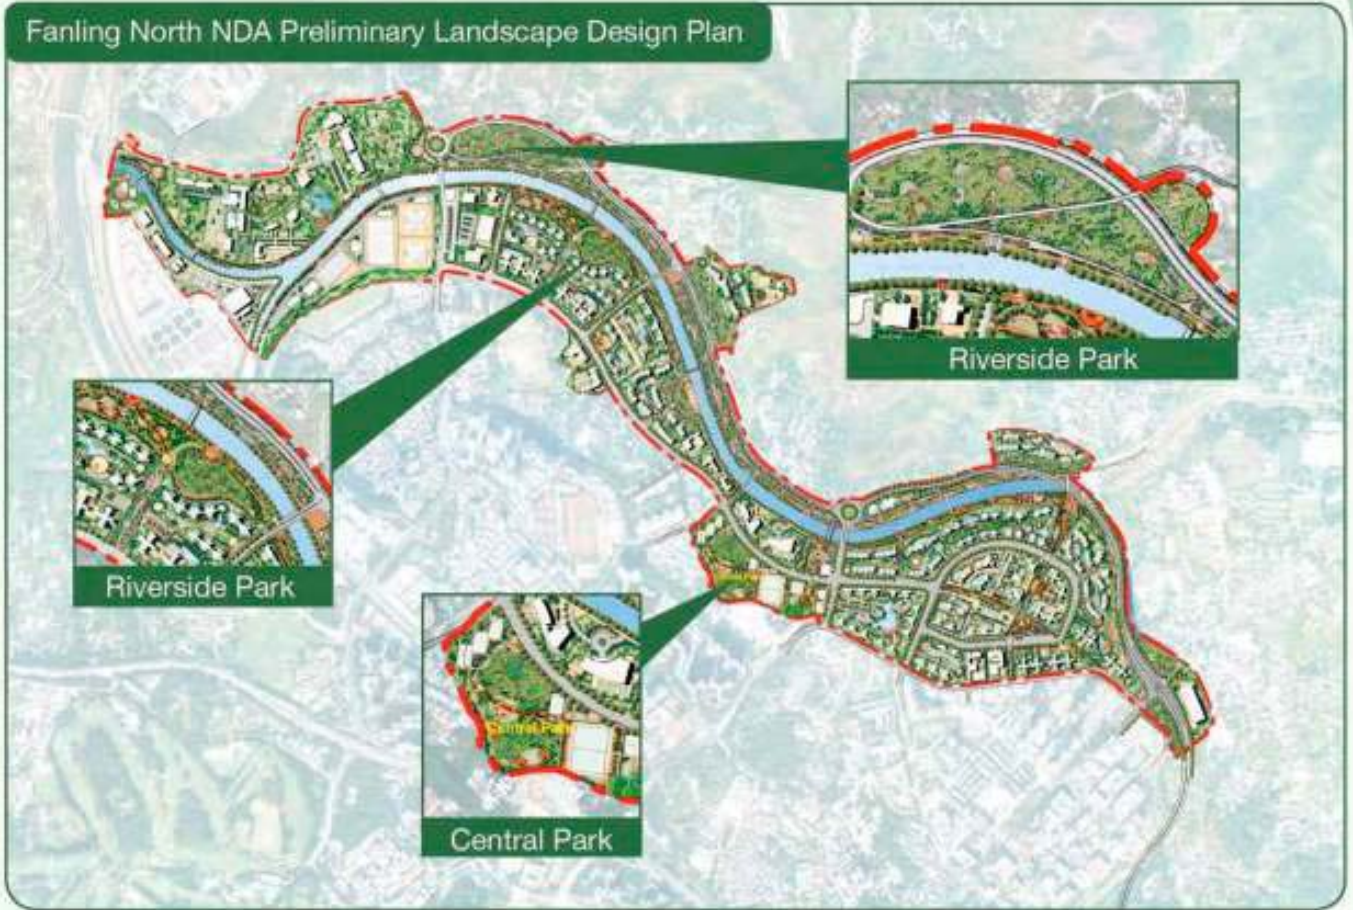 Fanling North NDA Preliminary Landscape Design Plan
Riverside Park
Riverside Park
Central Park
Central Park